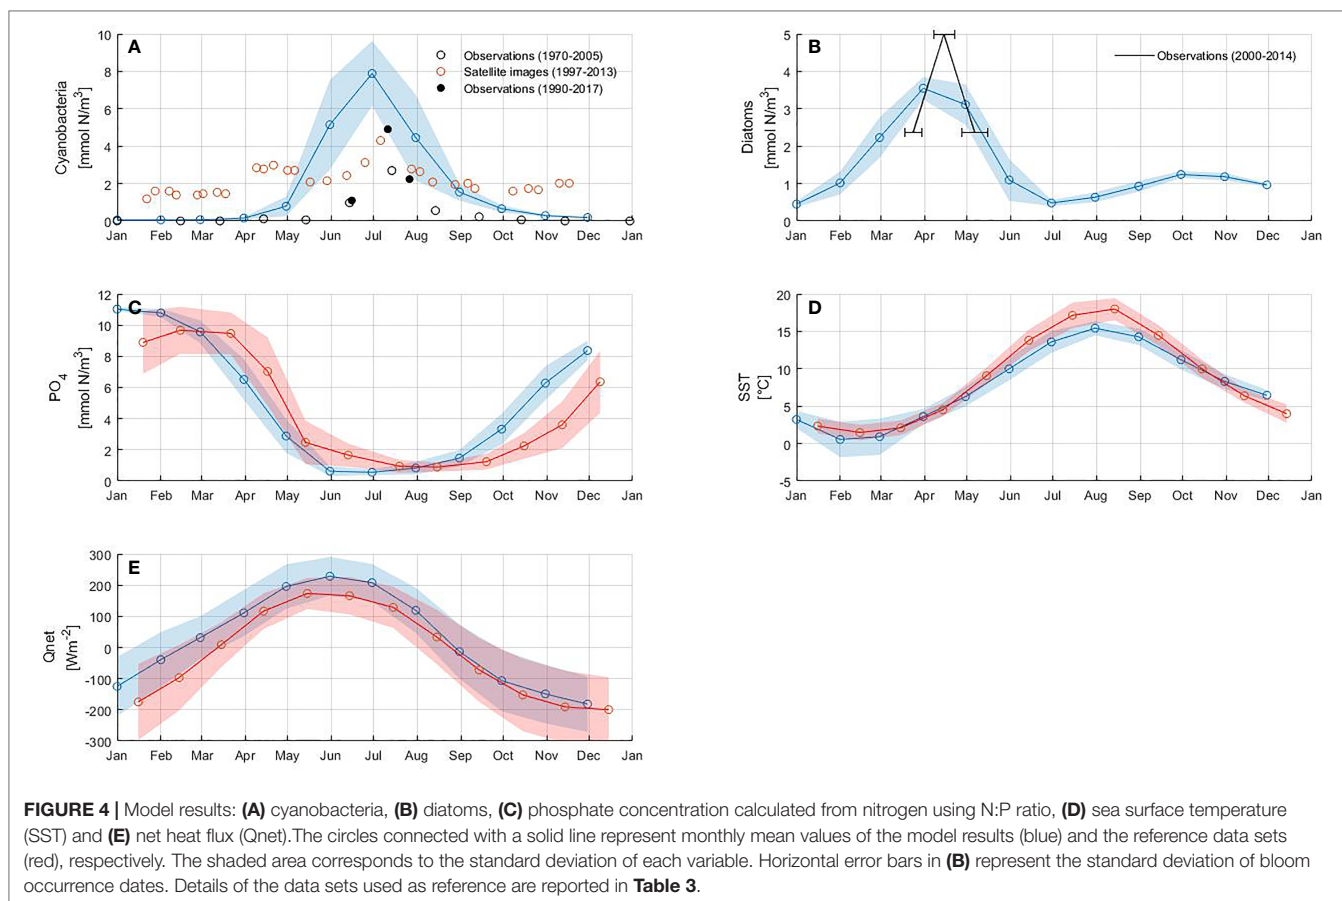 A
Cyanobacteria
[mmol N/m³]
10
8
6
4
2
0
Observations (1970-2005)
Satellite images (1997-2013)
Observations (1990-2017)
Jan Feb Mar Apr May Jun Jul Aug Sep Oct Nov Dec Jan
B
Diatoms
[mmol N/m³]
5
4
3
2
1
0
Observations (2000-2014)
Jan Feb Mar Apr May Jun Jul Aug Sep Oct Nov Dec Jan
C
PO₄
[mmol N/m³]
12
10
8
6
4
2
0
Jan Feb Mar Apr May Jun Jul Aug Sep Oct Nov Dec Jan
D
SST
[°C]
20
15
10
5
0
-5
Jan Feb Mar Apr May Jun Jul Aug Sep Oct Nov Dec Jan
E
Qnet
[Wm⁻²]
300
200
100
0
-100
-200
-300
Jan Feb Mar Apr May Jun Jul Aug Sep Oct Nov Dec Jan
FIGURE 4 | Model results: (A) cyanobacteria, (B) diatoms, (C) phosphate concentration calculated from nitrogen using N:P ratio, (D) sea surface temperature
(SST) and (E) net heat flux (Qnet).The circles connected with a solid line represent monthly mean values of the model results (blue) and the reference data sets
(red), respectively. The shaded area corresponds to the standard deviation of each variable. Horizontal error bars in (B) represent the standard deviation of bloom
occurrence dates. Details of the data sets used as reference are reported in Table 3.